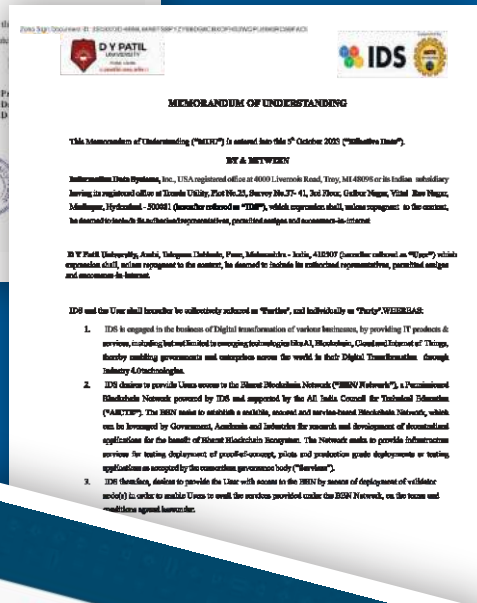 Zoho Sign Document ID:
D Y PATIL
UNIVERSITY
IDS
MEMORANDUM OF UNDERSTANDING
This Memorandum of Understanding ("MOU") is entered into this 5th October 2023 ("Effective Date").
BY & BETWEEN
Information Data Systems, Inc., USA registered office at 4000 Livernois Road, Troy, MI 48098 or its Indian subsidiary
having its registered office at Trendz Utility, Plot No.23, Survey No.37- 41, 3rd Floor, Gafoor Nagar, Vittal Rao Nagar,
Madhapur, Hyderabad - 500081 (hereafter referred as "IDS"), which expression shall, unless repugnant to the context,
be deemed to include its authorized representatives, permitted assigns and successors-in-interest
D Y Patil University, Ambi, Talegaon Dabhade, Pune, Maharashtra - India, 410507 (hereafter referred as "User") which
expression shall, unless repugnant to the context, be deemed to include its authorized representatives, permitted assigns
and successors-in-interest.
IDS and the User shall hereafter be collectively referred as "Parties", and individually as "Party".WHEREAS:
1. IDS is engaged in the business of Digital transformation of various businesses, by providing IT products &
services, including but not limited to emerging technologies like AI, Blockchain, Cloud and Internet of Things,
thereby enabling governments and enterprises across the world in their Digital Transformation through
Industry 4.0 technologies.
2. IDS desires to provide Users access to the Bharat Blockchain Network ("BBN/ Network"), a Permissioned
Blockchain Network powered by IDS and supported by the All India Council for Technical Education
("AICTE"). The BBN seeks to establish a scalable, secured and service-based Blockchain Network, which
can be leveraged by Government, Academia and Industries for research and development of decentralized
applications for the benefit of Bharat Blockchain Ecosystem. The Network seeks to provide infrastructure
services for testing deployment of proof-of-concept, pilots and production grade deployments or testing
applications as accepted by the consortium governance body ("Services").
3. IDS therefore, desires to provide the User with access to the BBN by means of deployment of validator
node(s) in order to enable Users to avail the services provided under the BBN Network, on the terms and
conditions agreed hereunder.